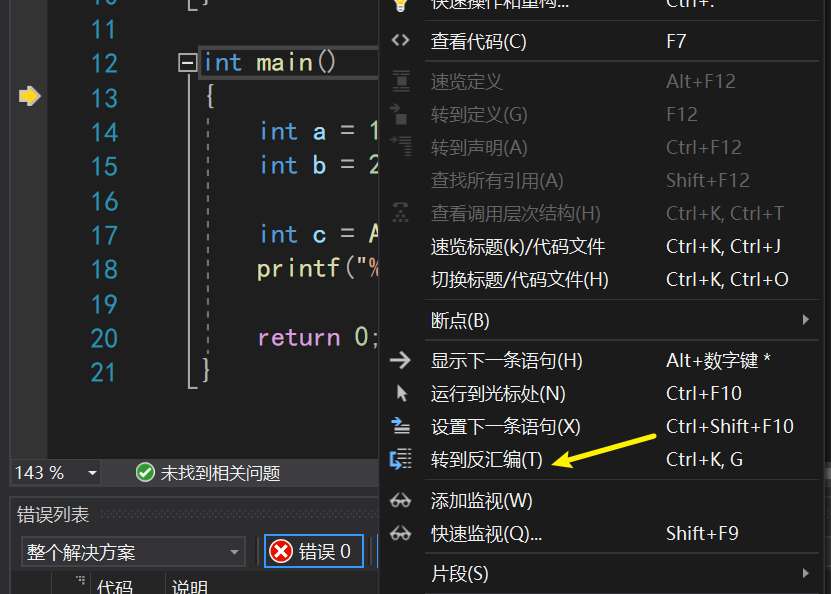 11
12 int main()
13 {
14 int a = 1
15 int b = 2
16
17 int c = A
18 printf("%
19
20 return 0;
21 }
143 %
未找到相关问题
错误列表
整个解决方案
错误 0
代码 说明
快速操作和重构... Ctrl+.
查看代码(C) F7
速览定义 Alt+F12
转到定义(G) F12
转到声明(A) Ctrl+F12
查找所有引用(A) Shift+F12
查看调用层次结构(H) Ctrl+K, Ctrl+T
速览标题(k)/代码文件 Ctrl+K, Ctrl+J
切换标题/代码文件(H) Ctrl+K, Ctrl+O
断点(B)
显示下一条语句(H) Alt+数字键 *
运行到光标处(N) Ctrl+F10
设置下一条语句(X) Ctrl+Shift+F10
转到反汇编(T) Ctrl+K, G
添加监视(W)
快速监视(Q)... Shift+F9
片段(S)